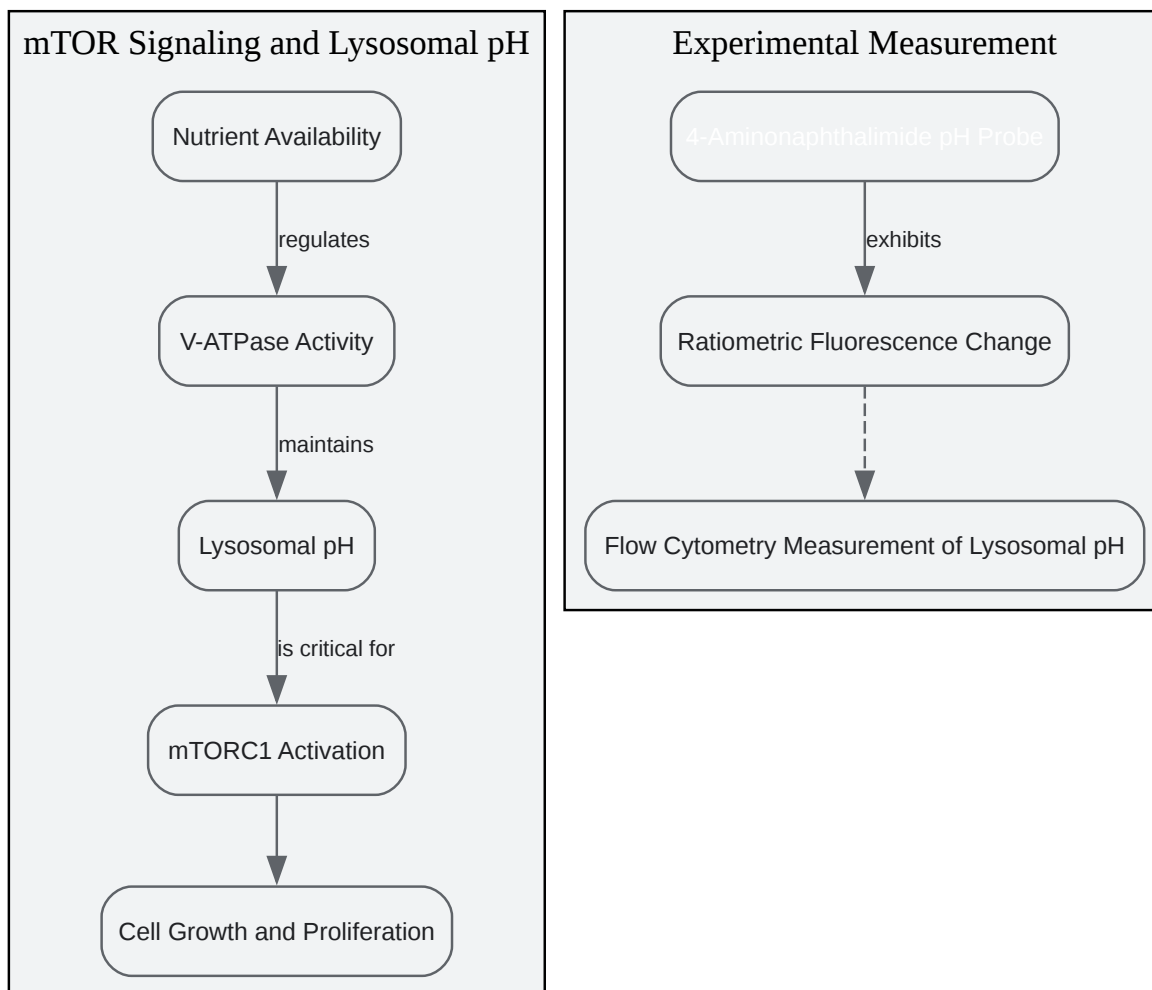 mTOR Signaling and Lysosomal pH
Nutrient Availability
regulates
V-ATPase Activity
maintains
Lysosomal pH
is critical for
mTORC1 Activation
Cell Growth and Proliferation
Experimental Measurement
4-Aminonaphthalimide pH Probe
exhibits
Ratiometric Fluorescence Change
Flow Cytometry Measurement of Lysosomal pH